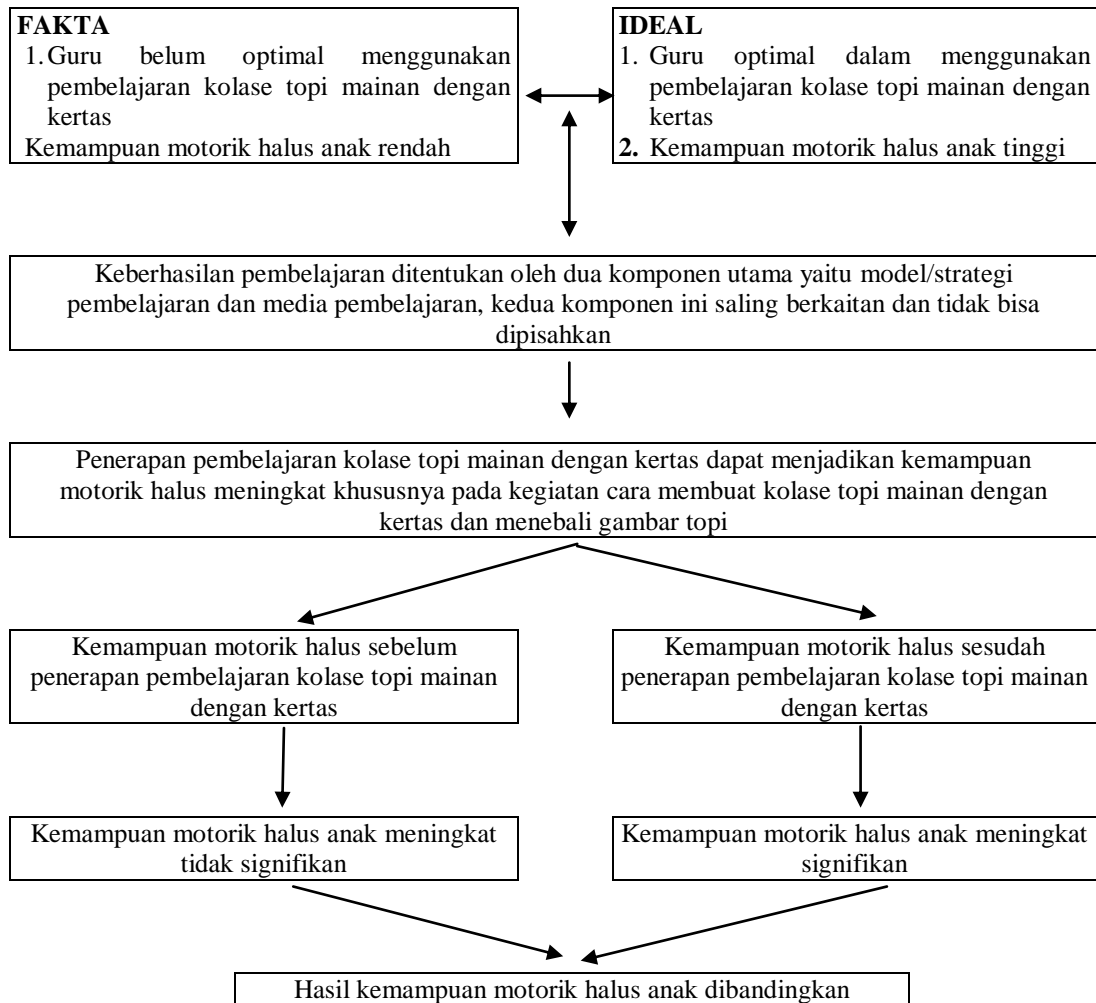 FAKTA
1. Guru belum optimal menggunakan
pembelajaran kolase topi mainan dengan
kertas
Kemampuan motorik halus anak rendah
IDEAL
1. Guru optimal dalam menggunakan
pembelajaran kolase topi mainan dengan
kertas
2. Kemampuan motorik halus anak tinggi
Keberhasilan pembelajaran ditentukan oleh dua komponen utama yaitu model/strategi
pembelajaran dan media pembelajaran, kedua komponen ini saling berkaitan dan tidak bisa
dipisahkan
Penerapan pembelajaran kolase topi mainan dengan kertas dapat menjadikan kemampuan
motorik halus meningkat khususnya pada kegiatan cara membuat kolase topi mainan dengan
kertas dan menebali gambar topi
Kemampuan motorik halus sebelum
penerapan pembelajaran kolase topi mainan
dengan kertas
Kemampuan motorik halus sesudah
penerapan pembelajaran kolase topi mainan
dengan kertas
Kemampuan motorik halus anak meningkat
tidak signifikan
Kemampuan motorik halus anak meningkat
signifikan
Hasil kemampuan motorik halus anak dibandingkan